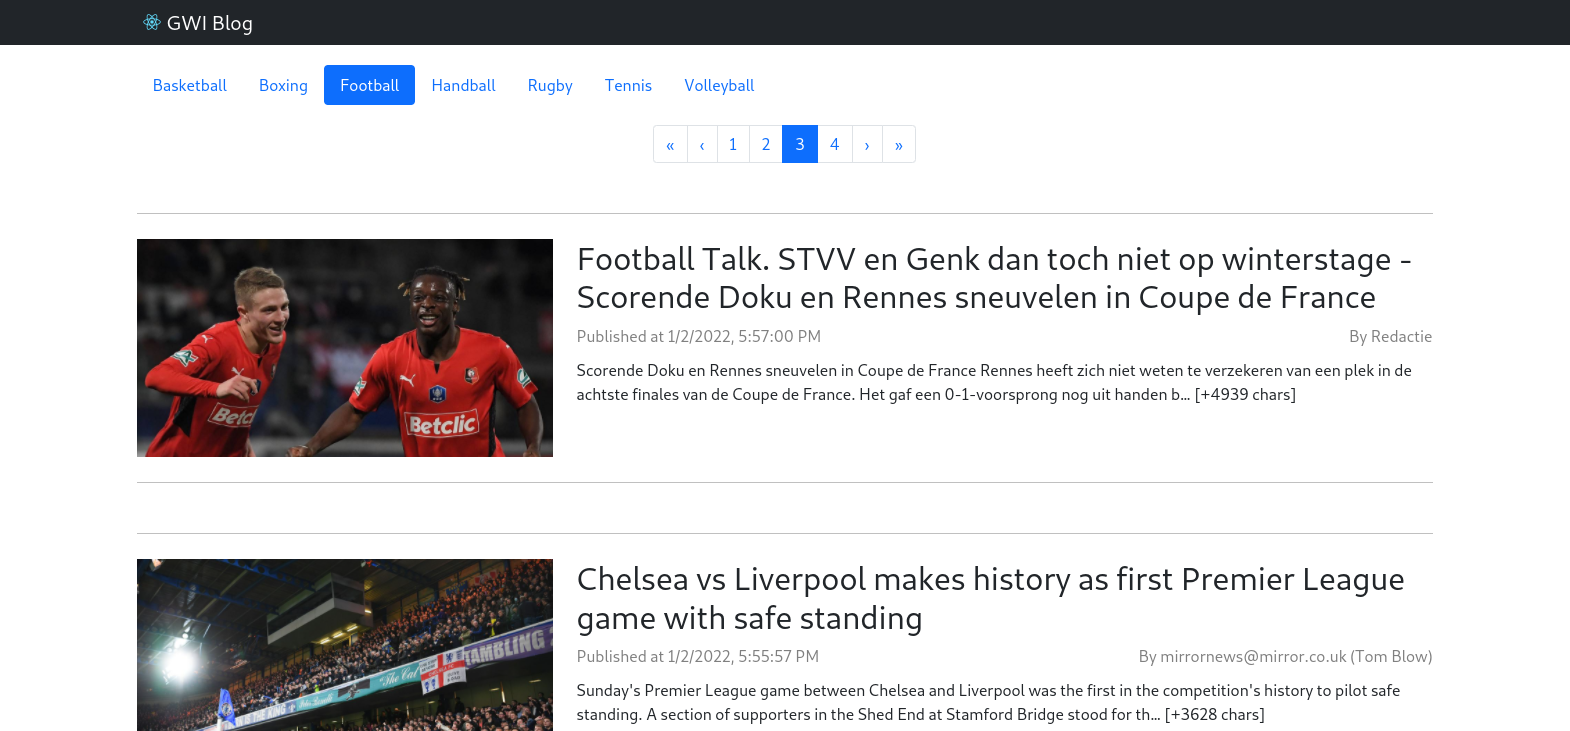 GWI Blog
Basketball Boxing Football Handball Rugby Tennis Volleyball
« ‹ 1 2 3 4 › »
Football Talk. STVV en Genk dan toch niet op winterstage -
Scorende Doku en Rennes sneuvelen in Coupe de France
Published at 1/2/2022, 5:57:00 PM By Redactie
Scorende Doku en Rennes sneuvelen in Coupe de France Rennes heeft zich niet weten te verzekeren van een plek in de
achtste finales van de Coupe de France. Het gaf een 0-1-voorsprong nog uit handen b… [+4939 chars]
Betclic
Betclic
Chelsea vs Liverpool makes history as first Premier League
game with safe standing
Published at 1/2/2022, 5:55:57 PM By mirrornews@mirror.co.uk (Tom Blow)
Sunday's Premier League game between Chelsea and Liverpool was the first in the competition's history to pilot safe
standing. A section of supporters in the Shed End at Stamford Bridge stood for th… [+3628 chars]